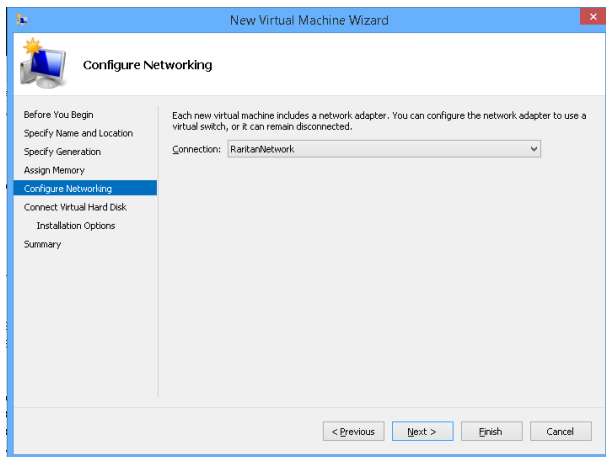 New Virtual Machine Wizard
Configure Networking
Before You Begin
Specify Name and Location
Specify Generation
Assign Memory
Configure Networking
Connect Virtual Hard Disk
Installation Options
Summary
Each new virtual machine includes a network adapter. You can configure the network adapter to use a
virtual switch, or it can remain disconnected.
Connection: RaritanNetwork
< Previous Next > Finish Cancel